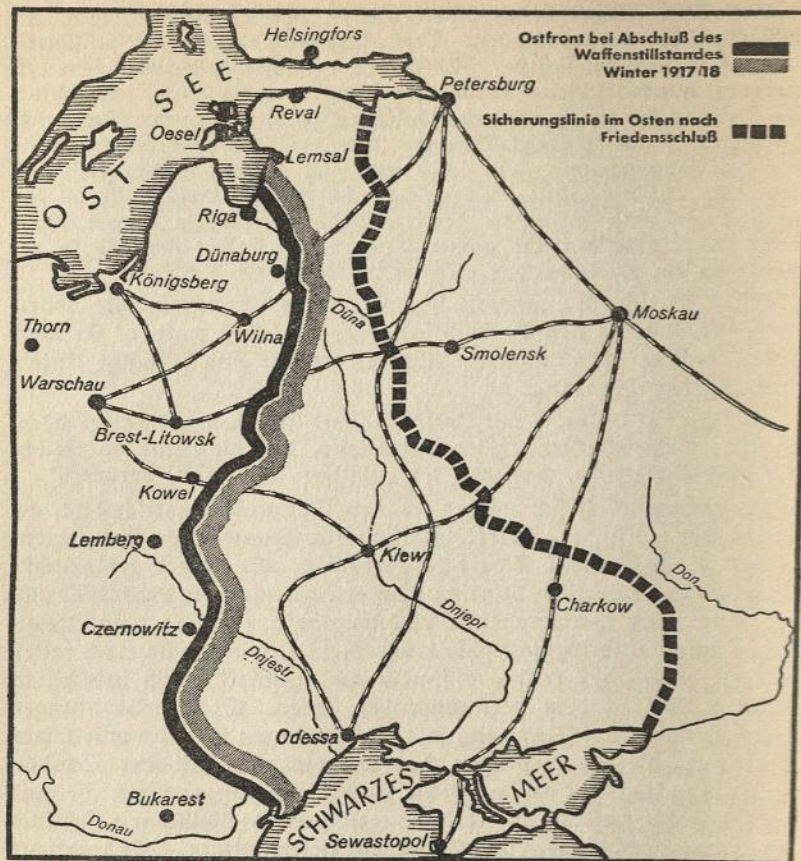 Helsingfors
Ostfront bei Abschluß des
Waffenstillstandes
Winter 1917/18
Petersburg
Sicherungslinie im Osten nach
Friedensschluß
OST SEE
Reval
Oesel
Lemsal
Riga
Dünaburg
Königsberg
Düna
Moskau
Thorn
Wilna
Smolensk
Warschau
Brest-Litowsk
Kowel
Lemberg
Kiew
Don
Charkow
Czernowitz
Dnjepr
Dnjestr
Odessa
SCHWARZES MEER
Bukarest
Donau
Sewastopol